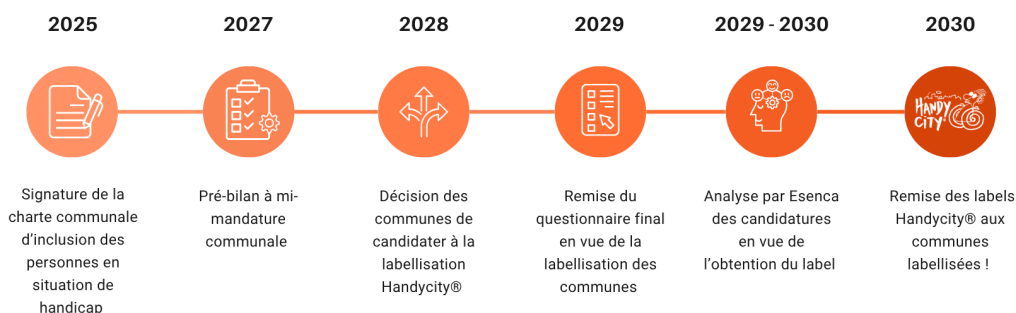 2025
Signature de la
charte communale
d’inclusion des
personnes en
situation de
handicap
2027
Pré-bilan à mi-
mandature
communale
2028
Décision des
communes de
candidater à la
labellisation
Handycity®
2029
Remise du
questionnaire final
en vue de la
labellisation des
communes
2029 - 2030
Analyse par Esenca
des candidatures
en vue de
l’obtention du label
2030
HANDY
CITY
Remise des labels
Handycity® aux
communes
labellisées !